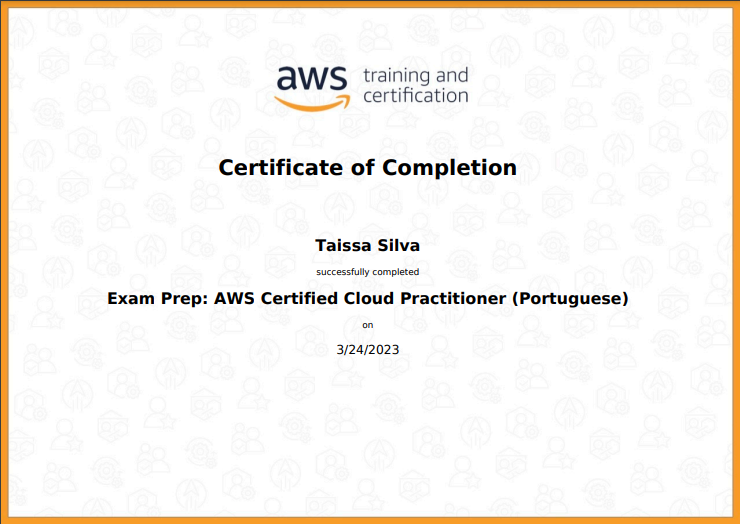 aws training and
certification
Certificate of Completion
Taissa Silva
successfully completed
Exam Prep: AWS Certified Cloud Practitioner (Portuguese)
on
3/24/2023